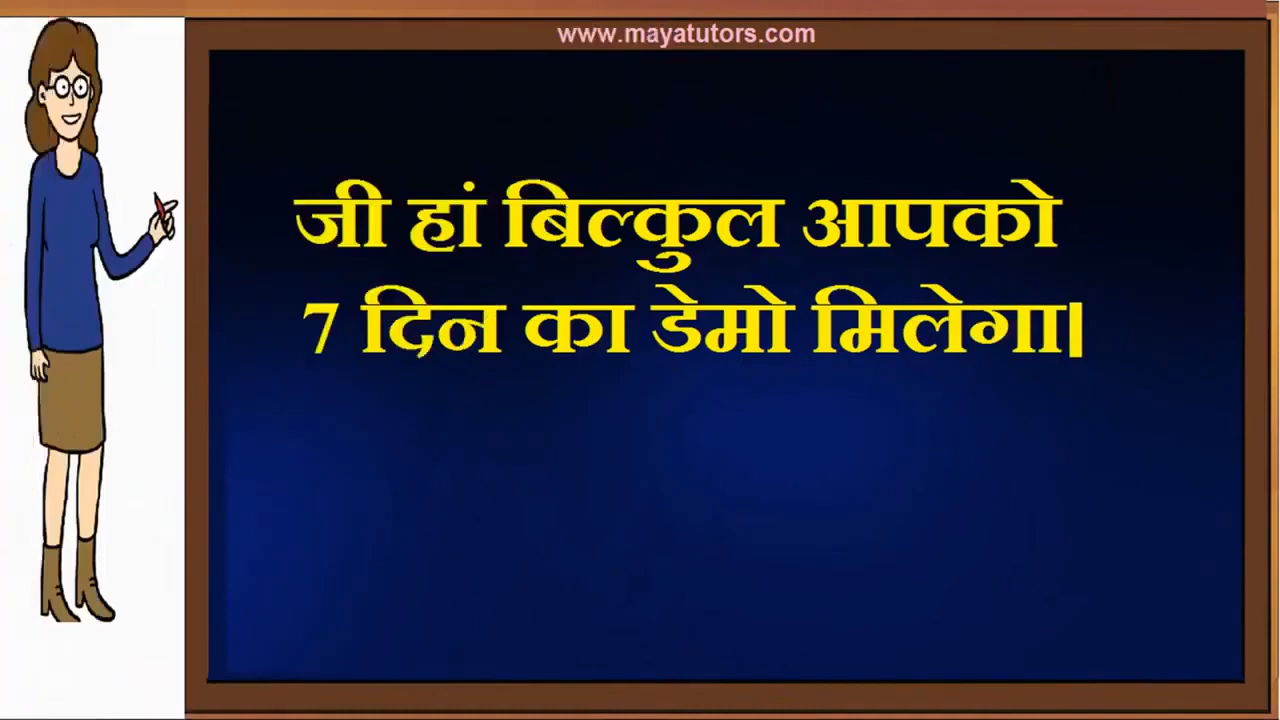 www.mayatutors.com
जी हां बिल्कुल आपको
7 दिन का डेमो मिलेगा।